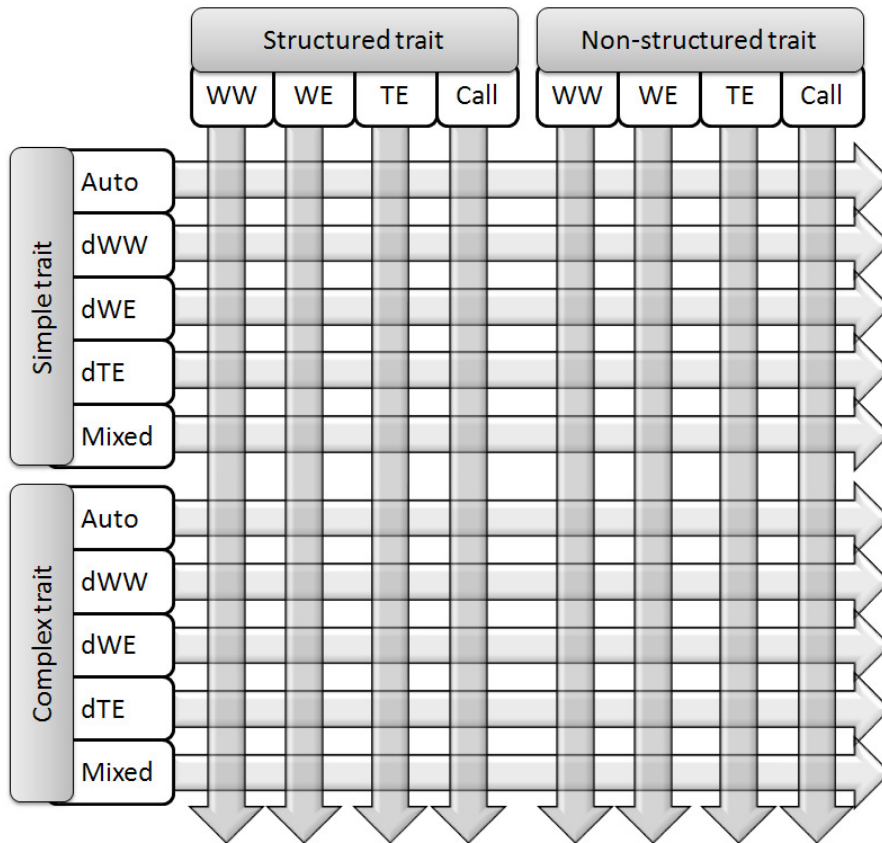 Structured trait
Non-structured trait
WW WE TE Call
WW WE TE Call
Simple trait
Auto
dWW
dWE
dTE
Mixed
Complex trait
Auto
dWW
dWE
dTE
Mixed